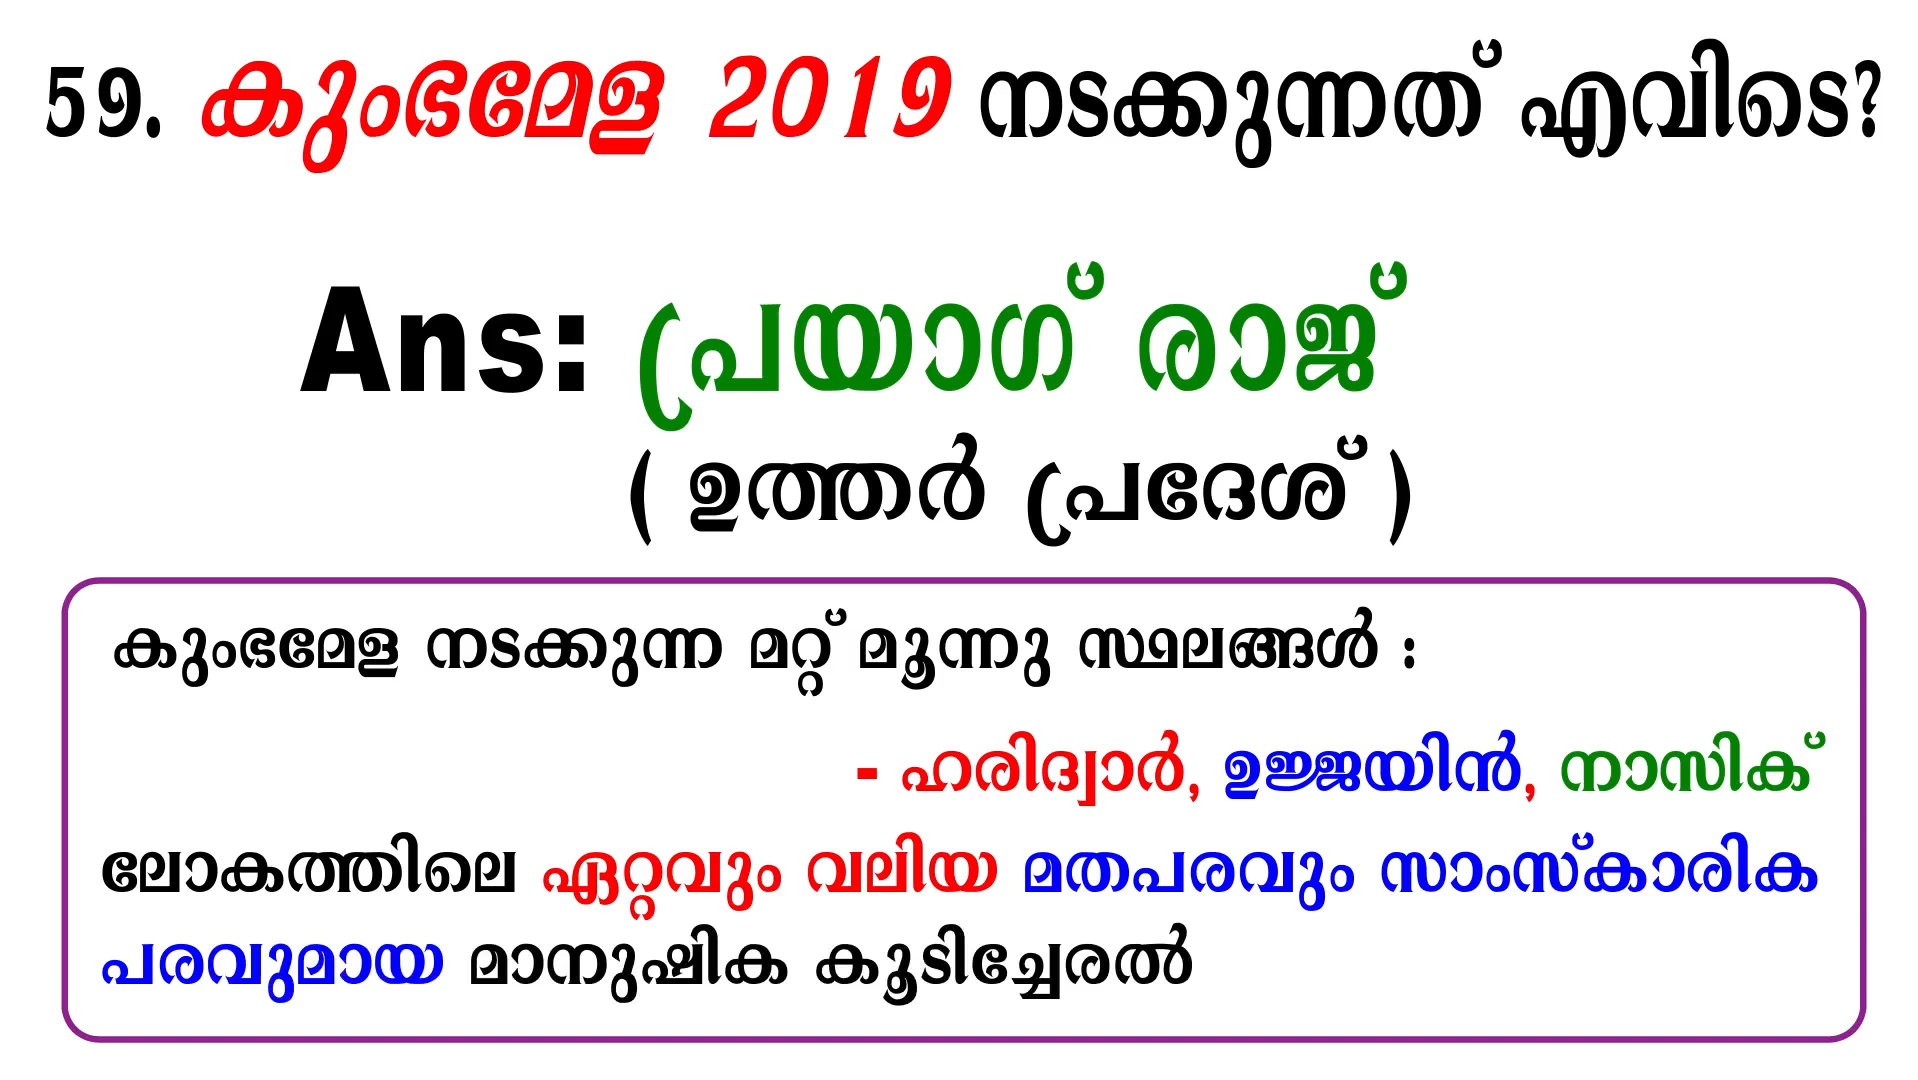 59. കുംഭമേള 2019 നടക്കുന്നത് എവിടെ?
Ans: പ്രയാഗ് രാജ്
( ഉത്തർ പ്രദേശ് )
കുംഭമേള നടക്കുന്ന മറ്റ് മൂന്നു സ്ഥലങ്ങൾ :
- ഹരിദ്വാർ, ഉജ്ജയിൻ, നാസിക്
ലോകത്തിലെ ഏറ്റവും വലിയ മതപരവും സാംസ്കാരിക
പരവുമായ മാനുഷിക കൂടിച്ചേരൽ